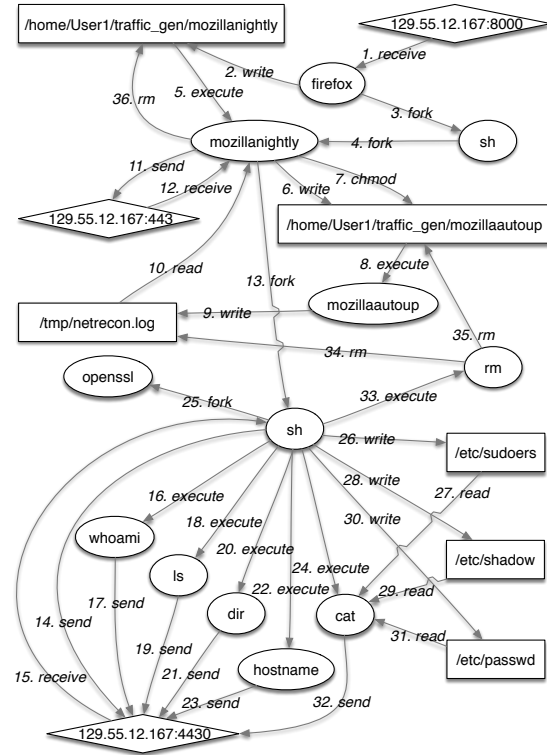 /home/User1/traffic_gen/mozillanightly
129.55.12.167:8000
1. receive
2. write
firefox
5. execute
36. rm
3. fork
mozillanightly
4. fork
sh
11. send
7. chmod
12. receive
6. write
129.55.12.167:443
/home/User1/traffic_gen/mozillaautoup
10. read
8. execute
13. fork
mozillaautoup
9. write
/tmp/netrecon.log
35. rm
34. rm
rm
openssl
33. execute
25. fork
sh
26. write
/etc/sudoers
28. write
27. read
16. execute
30. write
18. execute
whoami
20. execute
/etc/shadow
24. execute
ls
22. execute
29. read
17. send
dir
cat
14. send
31. read
19. send
/etc/passwd
21. send
hostname
15. receive
32. send
23. send
129.55.12.167:4430